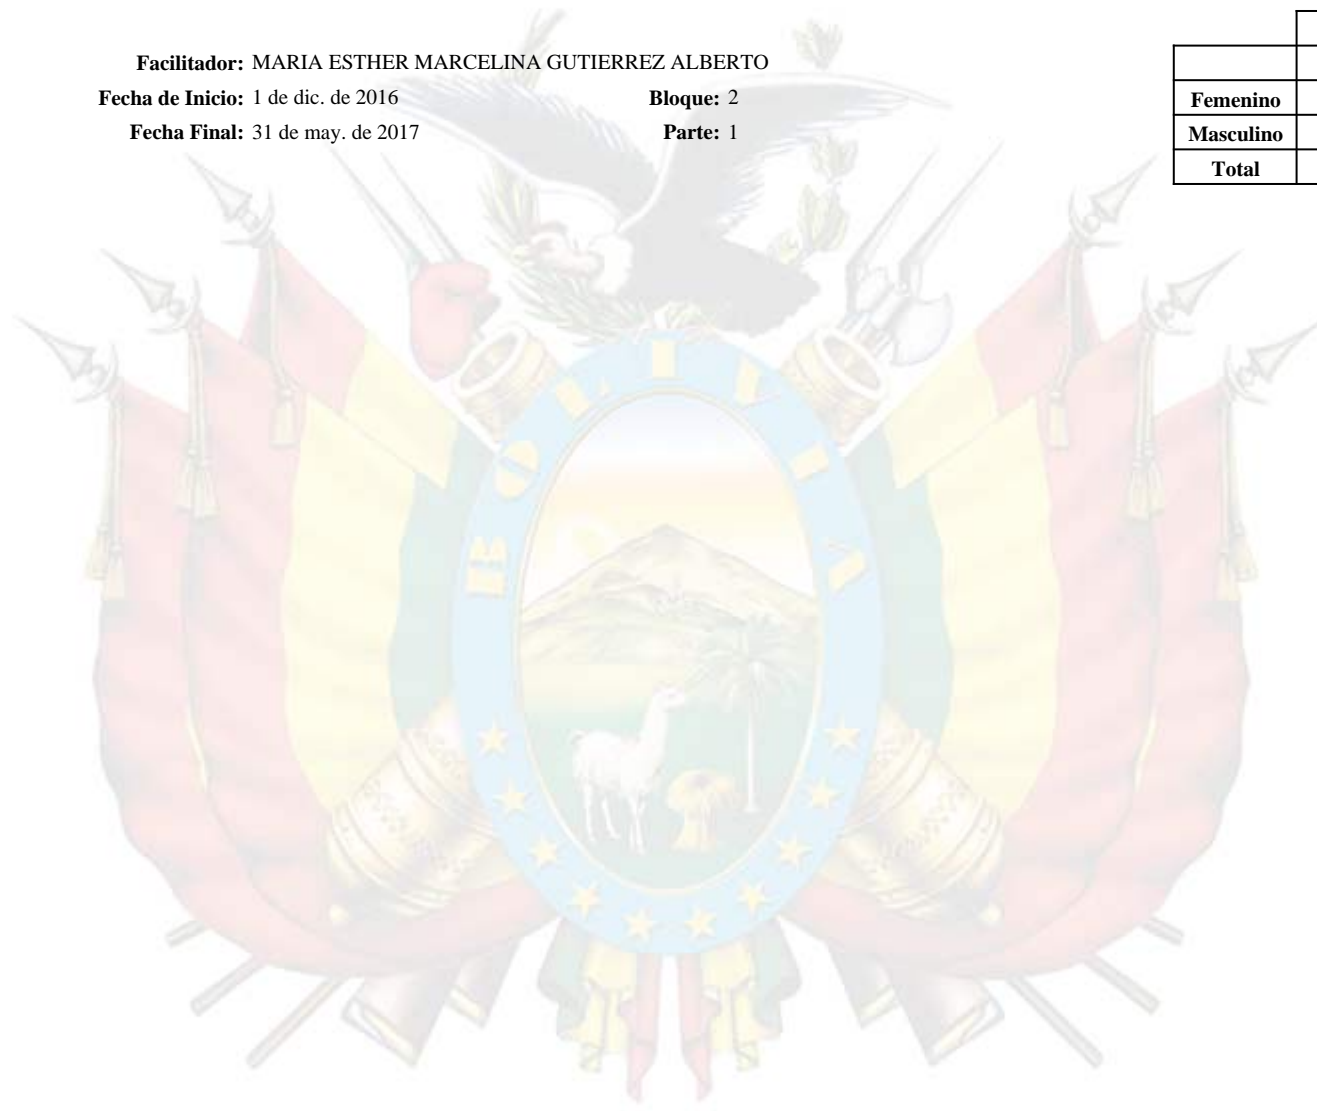 Facilitador: MARIA ESTHER MARCELINA GUTIERREZ ALBERTO
Fecha de Inicio: 1 de dic. de 2016 Bloque: 2
Fecha Final: 31 de may. de 2017 Parte: 1
Femenino
Masculino
Total
BOLIVIA